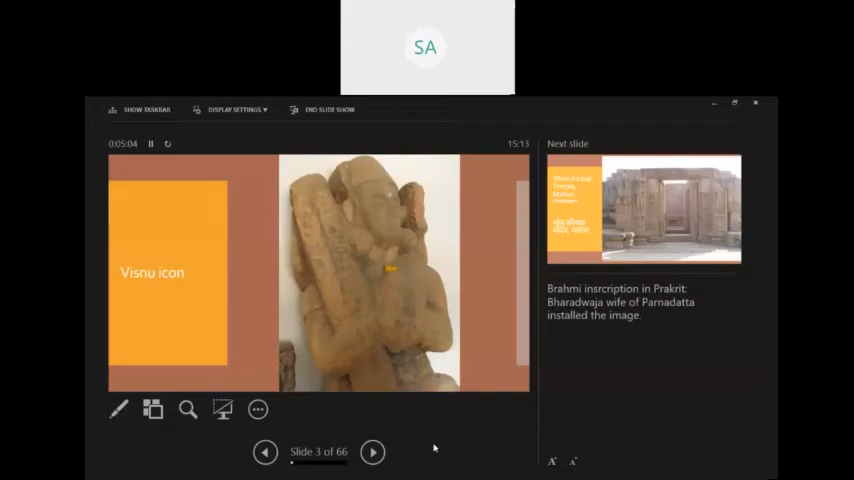 SA
SHOW TASKBAR
DISPLAY SETTINGS
END SLIDE SHOW
0:05:04
15:13
Next slide
Visnu icon
Brahmi insrcription in Prakrit:
Bharadwaja wife of Parnadatta
installed the image.
Slide 3 of 66
A A